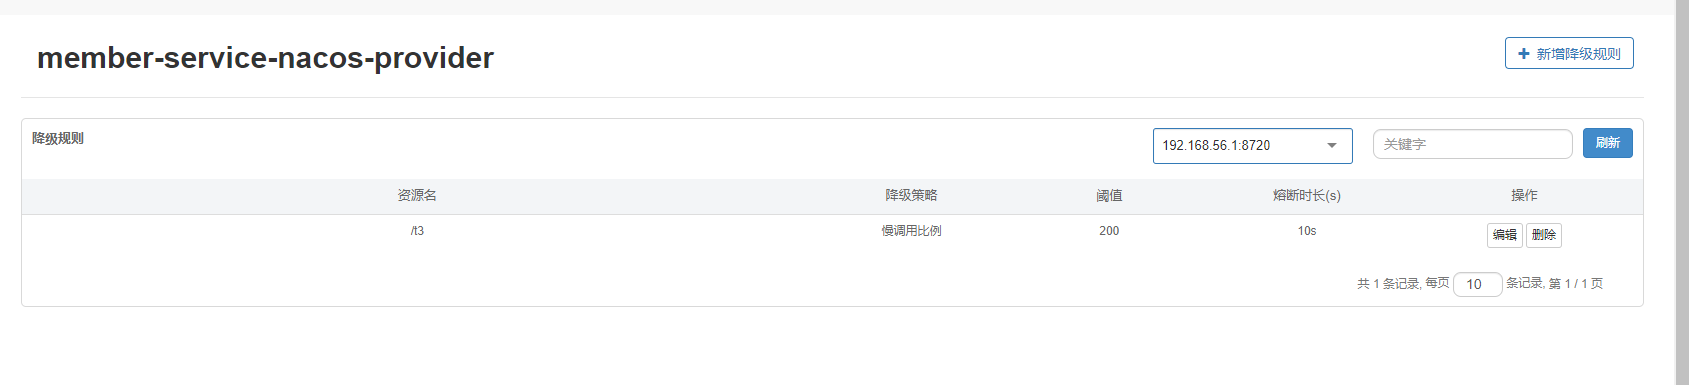 member-service-nacos-provider
+ 新增降级规则
降级规则
192.168.56.1:8720
关键字
刷新
资源名 降级策略 阈值 熔断时长(s) 操作
/t3 慢调用比例 200 10s 编辑 删除
共 1 条记录, 每页 10 条记录, 第 1 / 1 页